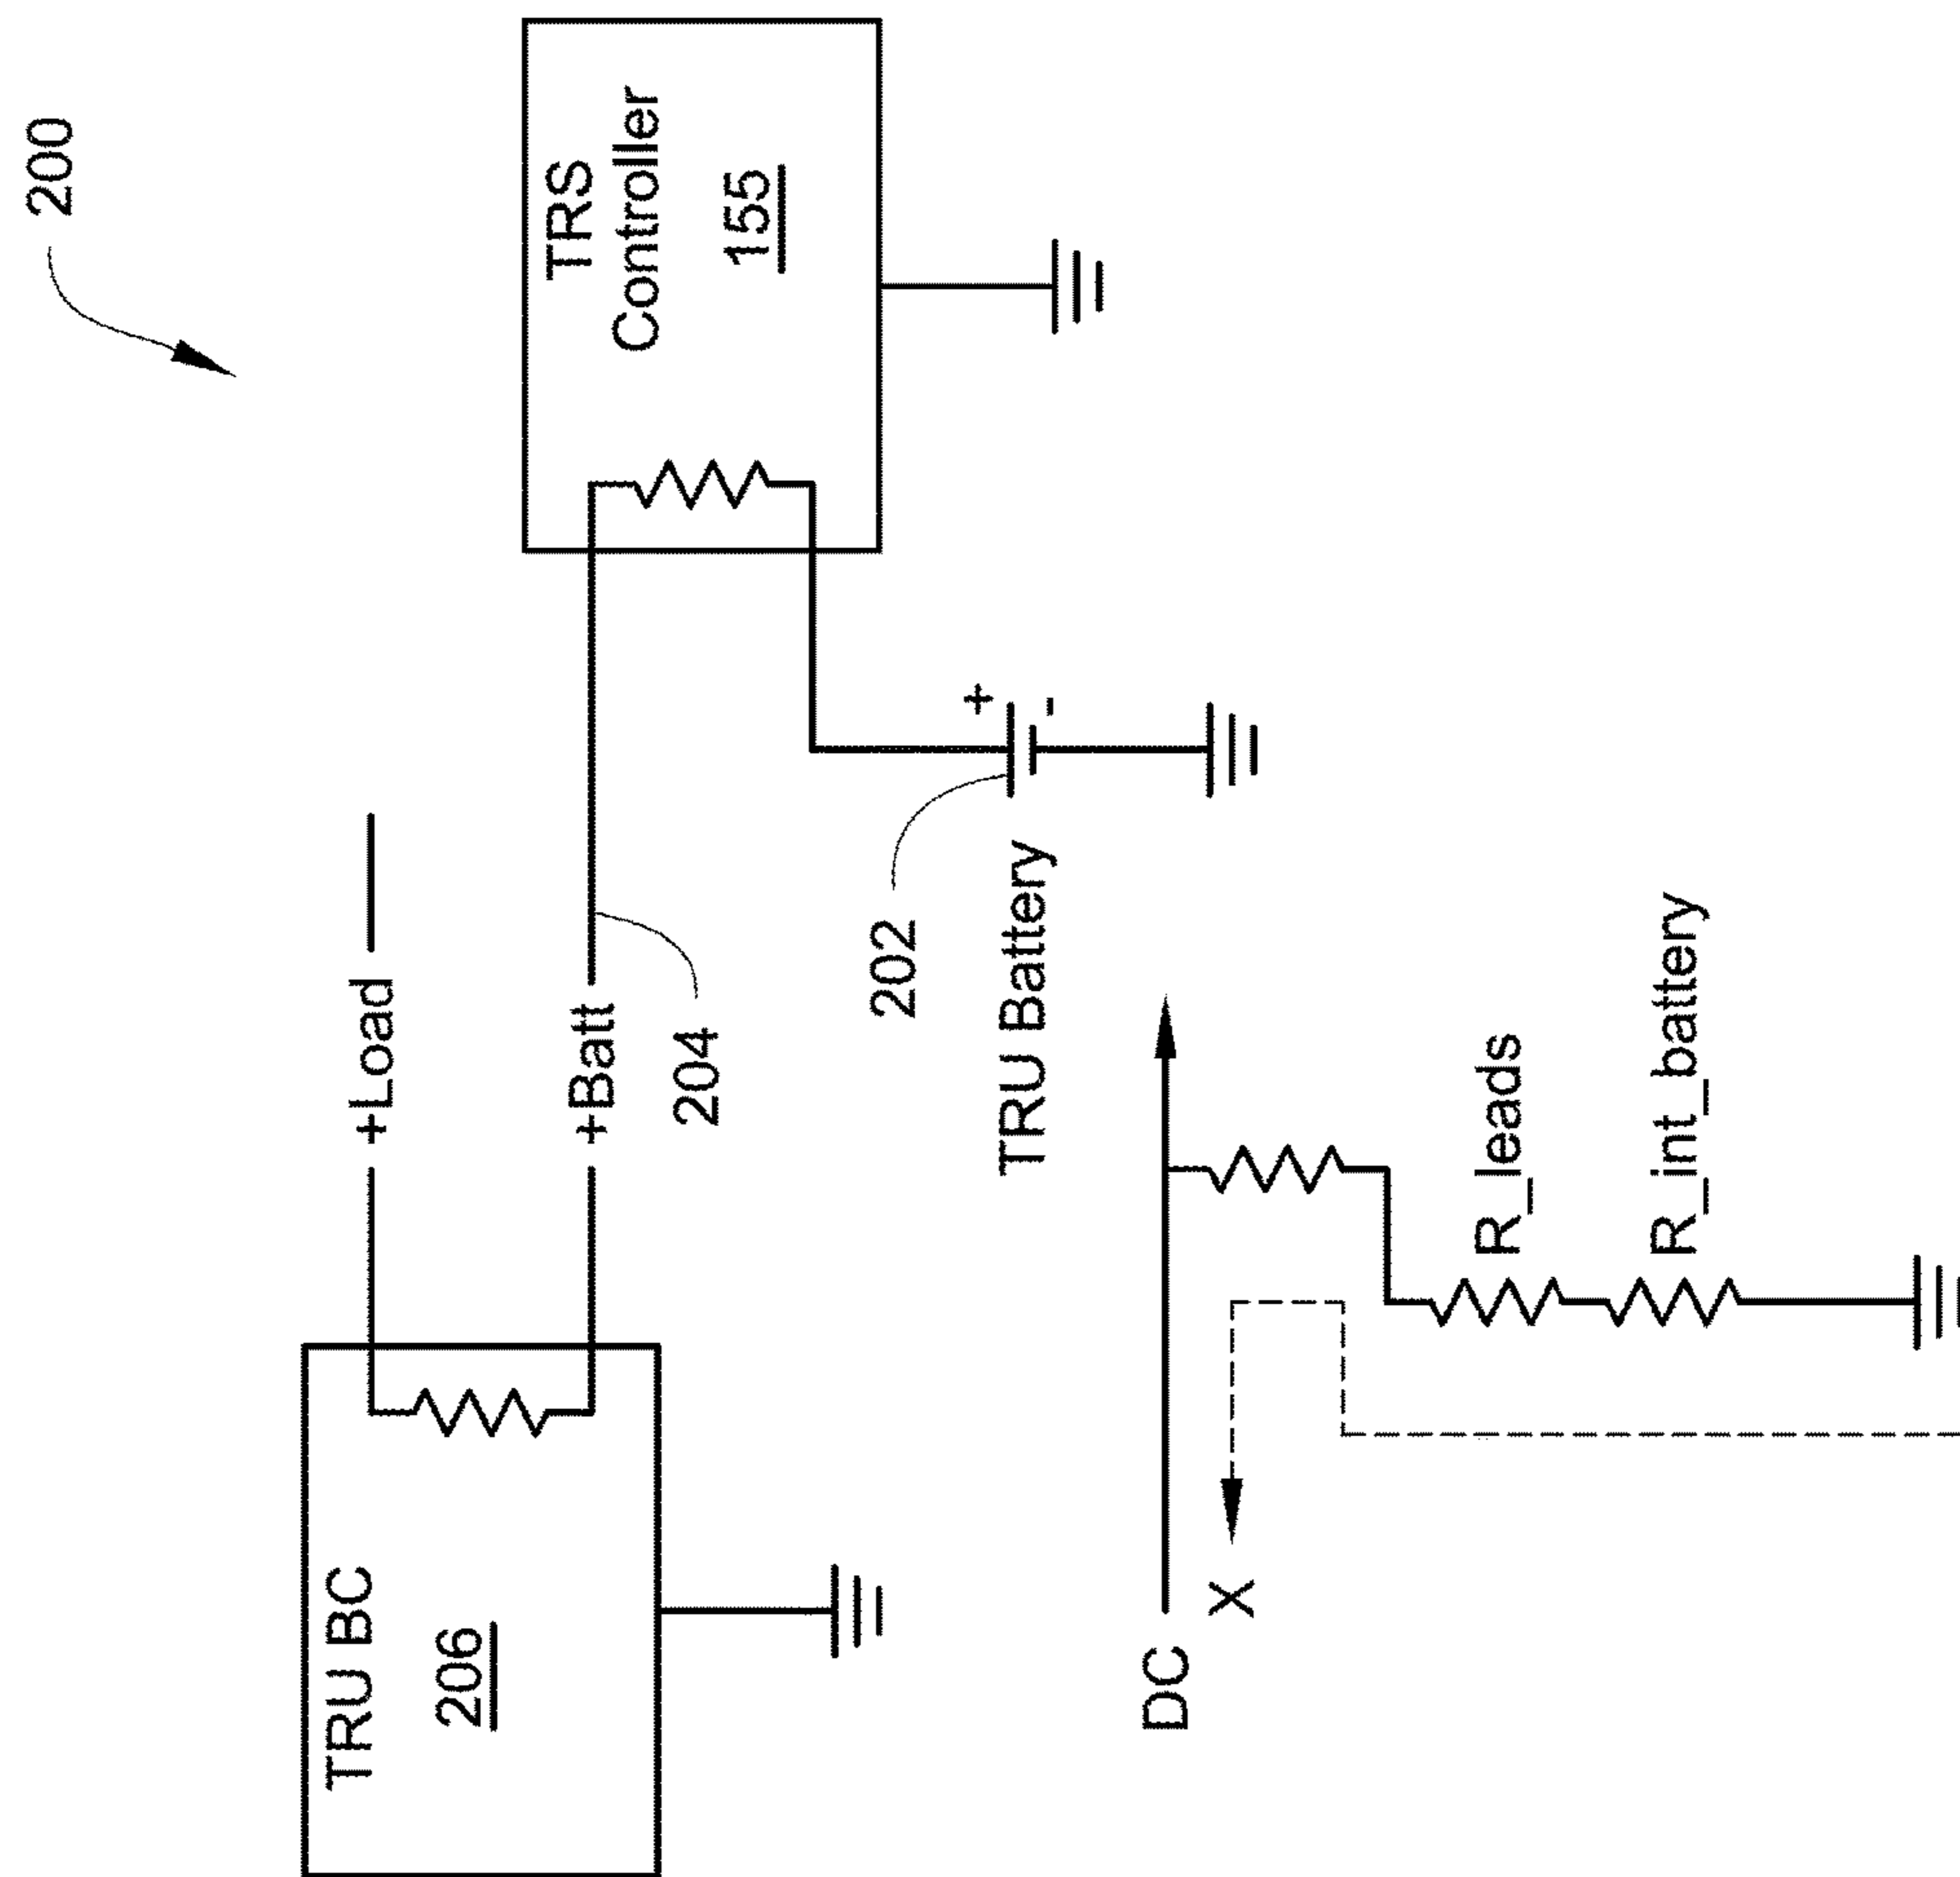 200
TRU BC
206
+Load
+Batt
204
TRS
Controller
155
202
TRU Battery
+
-
DC
X
R_leads
R_int_battery